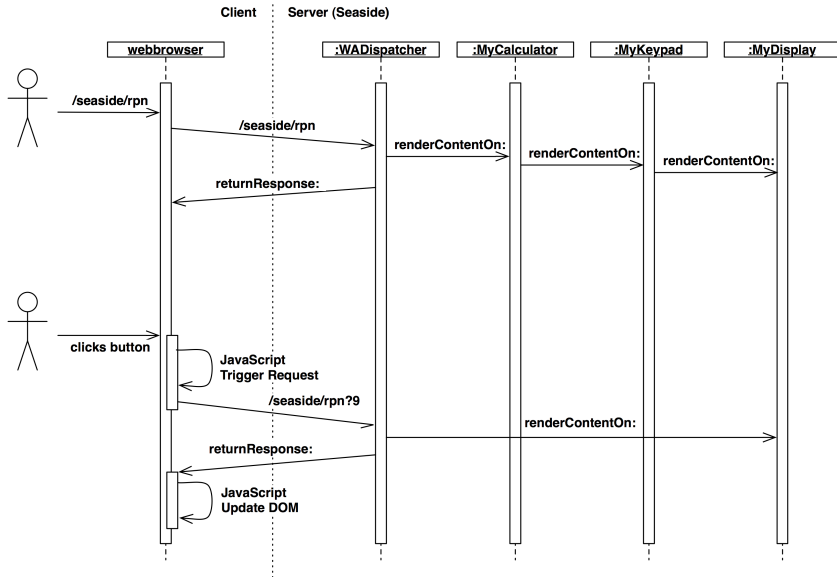 Client
Server (Seaside)
webbrowser
:WADispatcher
:MyCalculator
:MyKeypad
:MyDisplay
/seaside/rpn
/seaside/rpn
renderContentOn:
renderContentOn:
renderContentOn:
returnResponse:
clicks button
JavaScript
Trigger Request
/seaside/rpn?9
renderContentOn:
returnResponse:
JavaScript
Update DOM